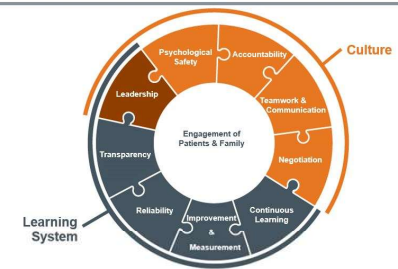 Psychological
Safety
Accountability
Culture
Leadership
Teamwork &
Communication
Engagement of
Patients & Family
Transparency
Negotiation
Reliability
Improvement
&
Measurement
Continuous
Learning
Learning
System